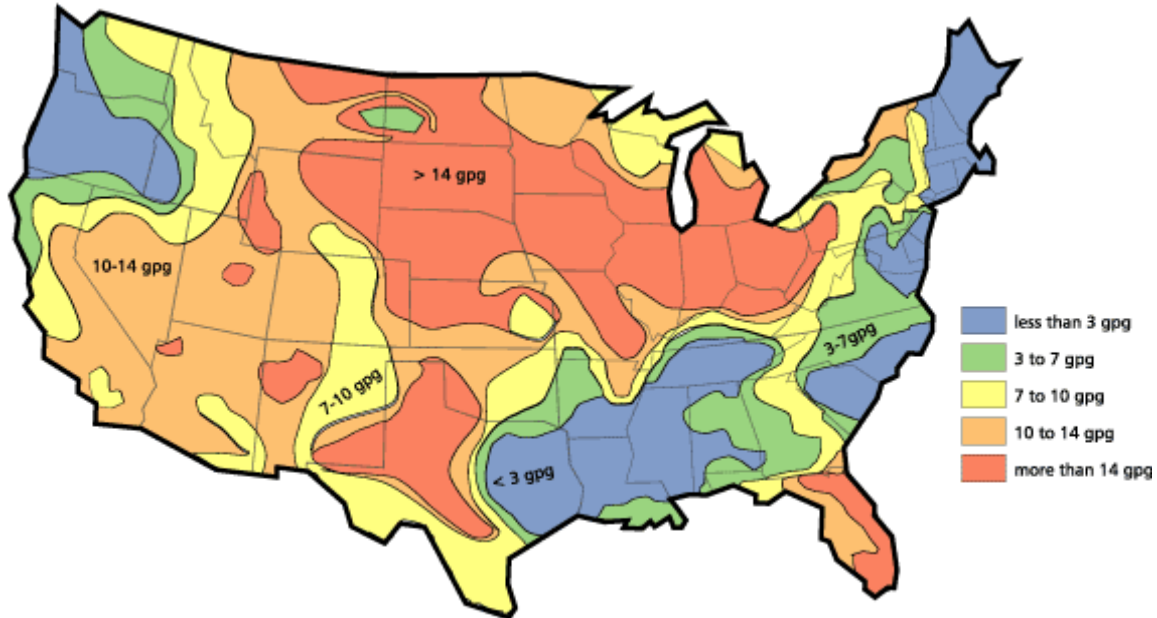 > 14 gpg
10-14 gpg
3-7gpg
7-10 gpg
< 3 gpg
less than 3 gpg
3 to 7 gpg
7 to 10 gpg
10 to 14 gpg
more than 14 gpg